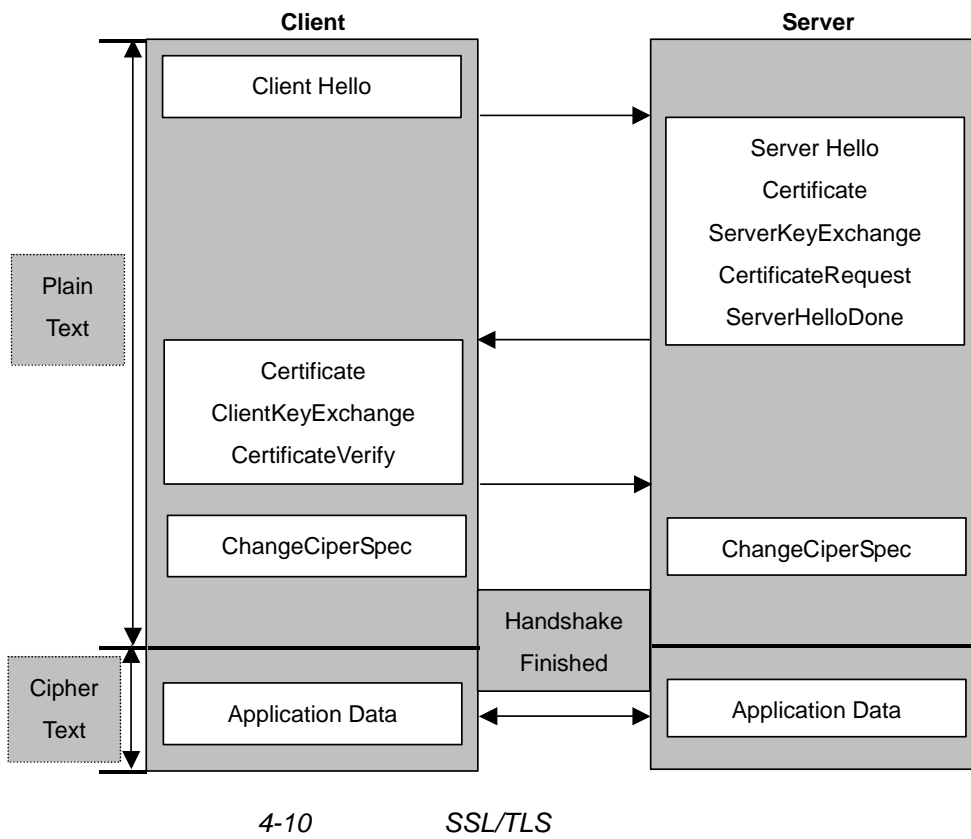 Client
Server
Client Hello
Server Hello
Certificate
ServerKeyExchange
CertificateRequest
ServerHelloDone
Plain
Text
Certificate
ClientKeyExchange
CertificateVerify
ChangeCiperSpec
ChangeCiperSpec
Handshake
Finished
Cipher
Text
Application Data
Application Data
4-10 SSL/TLS